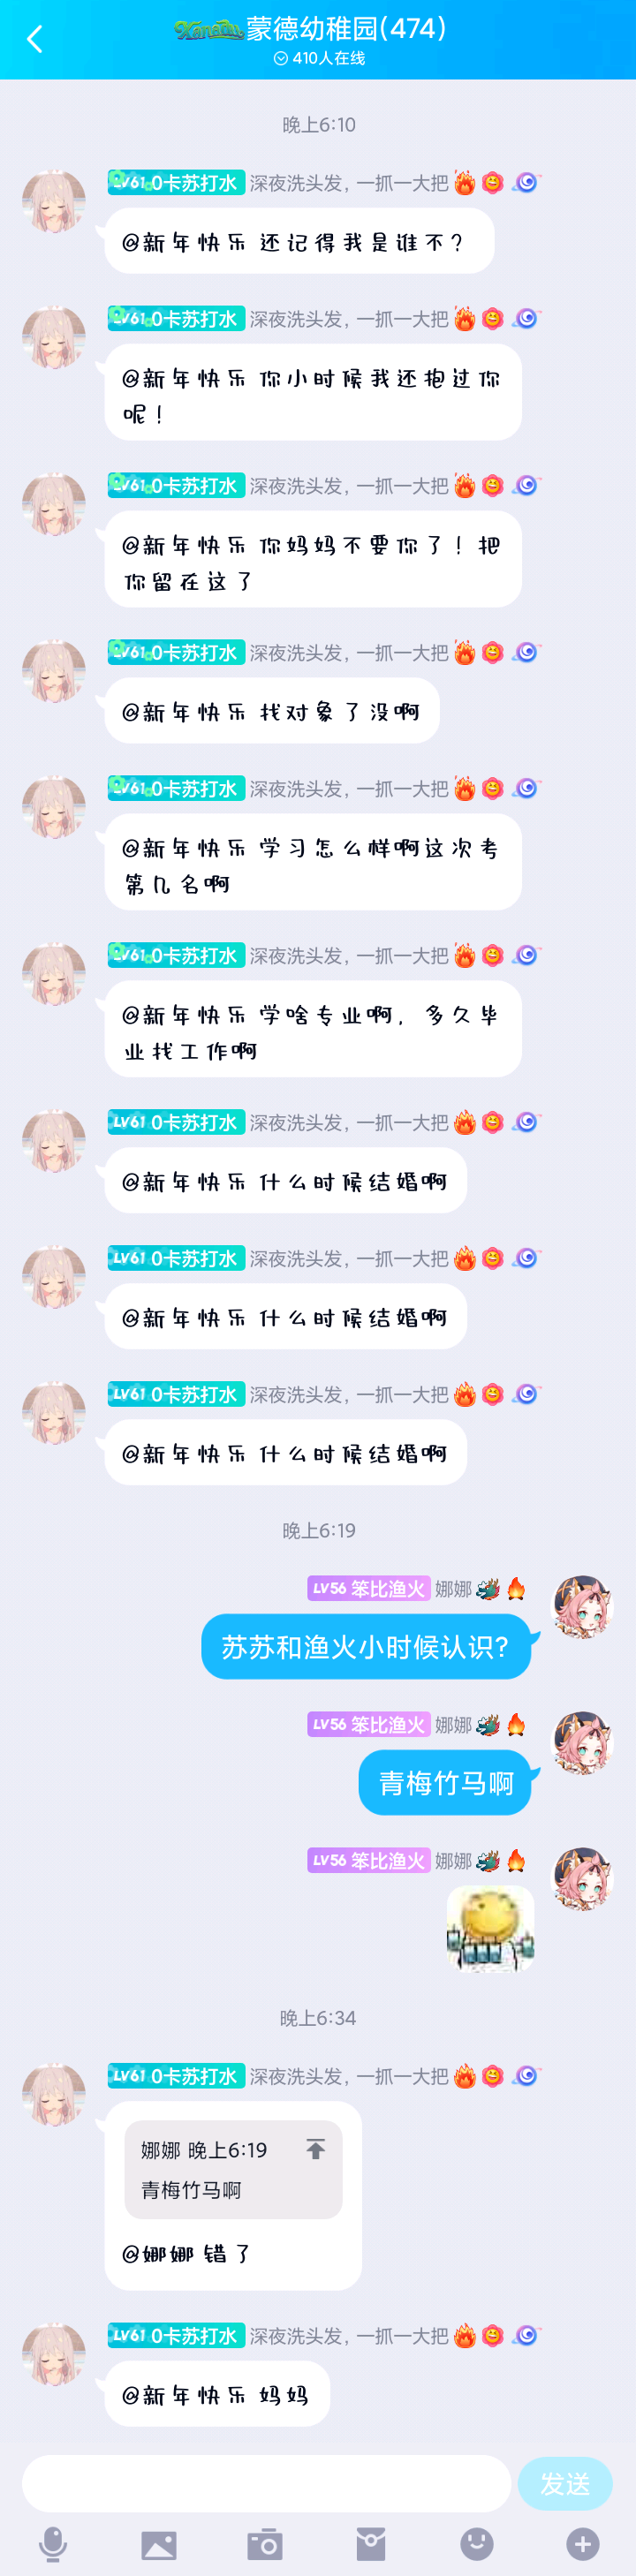 Xanadu蒙德幼稚园(474)
410人在线
晚上6:10
LV61 0卡苏打水 深夜洗头发，一抓一大把
@新年快乐 还记得我是谁不？
LV61 0卡苏打水 深夜洗头发，一抓一大把
@新年快乐 你小时候我还抱过你
呢！
LV61 0卡苏打水 深夜洗头发，一抓一大把
@新年快乐 你妈妈不要你了！把
你留在这了
LV61 0卡苏打水 深夜洗头发，一抓一大把
@新年快乐 找对象了没啊
LV61 0卡苏打水 深夜洗头发，一抓一大把
@新年快乐 学习怎么样啊这次考
第几名啊
LV61 0卡苏打水 深夜洗头发，一抓一大把
@新年快乐 学啥专业啊，多久毕
业找工作啊
LV61 0卡苏打水 深夜洗头发，一抓一大把
@新年快乐 什么时候结婚啊
LV61 0卡苏打水 深夜洗头发，一抓一大把
@新年快乐 什么时候结婚啊
LV61 0卡苏打水 深夜洗头发，一抓一大把
@新年快乐 什么时候结婚啊
晚上6:19
LV56 笨比渔火 娜娜
苏苏和渔火小时候认识?
LV56 笨比渔火 娜娜
青梅竹马啊
LV56 笨比渔火 娜娜
晚上6:34
LV61 0卡苏打水 深夜洗头发，一抓一大把
娜娜 晚上6:19
青梅竹马啊
@娜娜 错了
LV61 0卡苏打水 深夜洗头发，一抓一大把
@新年快乐 妈妈
发送